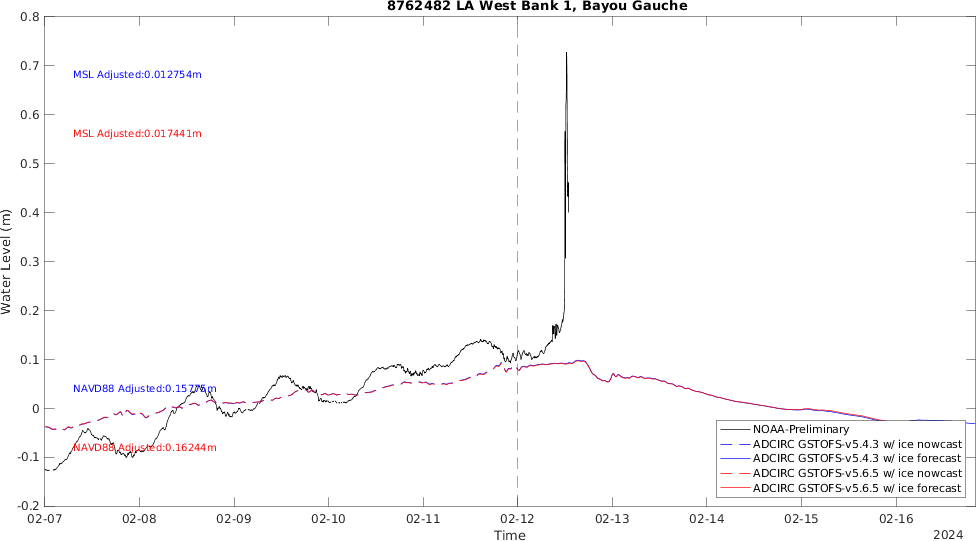 8762482 LA West Bank 1, Bayou Gauche
0.8
0.7
0.6
0.5
0.4
0.3
0.2
0.1
0
-0.1
-0.2
Water Level (m)
MSL Adjusted:0.012754m
MSL Adjusted:0.017441m
NAVD88 Adjusted:0.15775m
NAVD88 Adjusted:0.16244m
NOAA-Preliminary
ADCIRC GSTOFS-v5.4.3 w/ ice nowcast
ADCIRC GSTOFS-v5.4.3 w/ ice forecast
ADCIRC GSTOFS-v5.6.5 w/ ice nowcast
ADCIRC GSTOFS-v5.6.5 w/ ice forecast
02-07 02-08 02-09 02-10 02-11 02-12 02-13 02-14 02-15 02-16
Time
2024